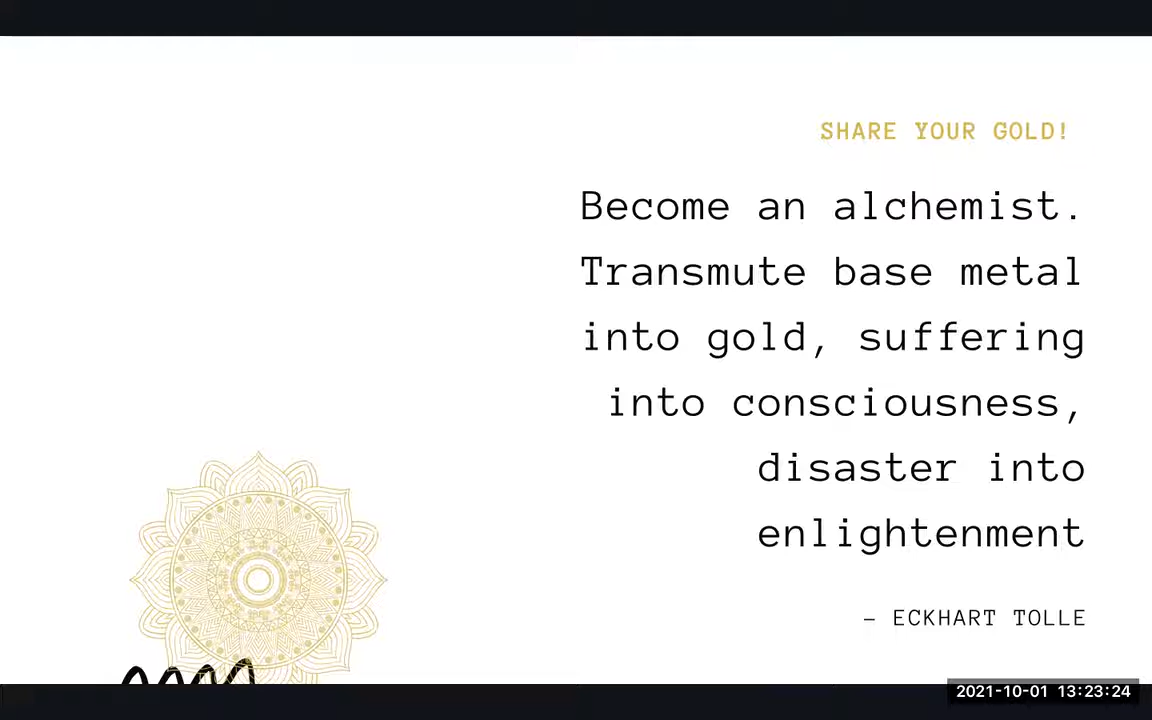 SHARE YOUR GOLD!
Become an alchemist.
Transmute base metal
into gold, suffering
into consciousness,
disaster into
enlightenment
– ECKHART TOLLE
2021-10-01 13:23:24